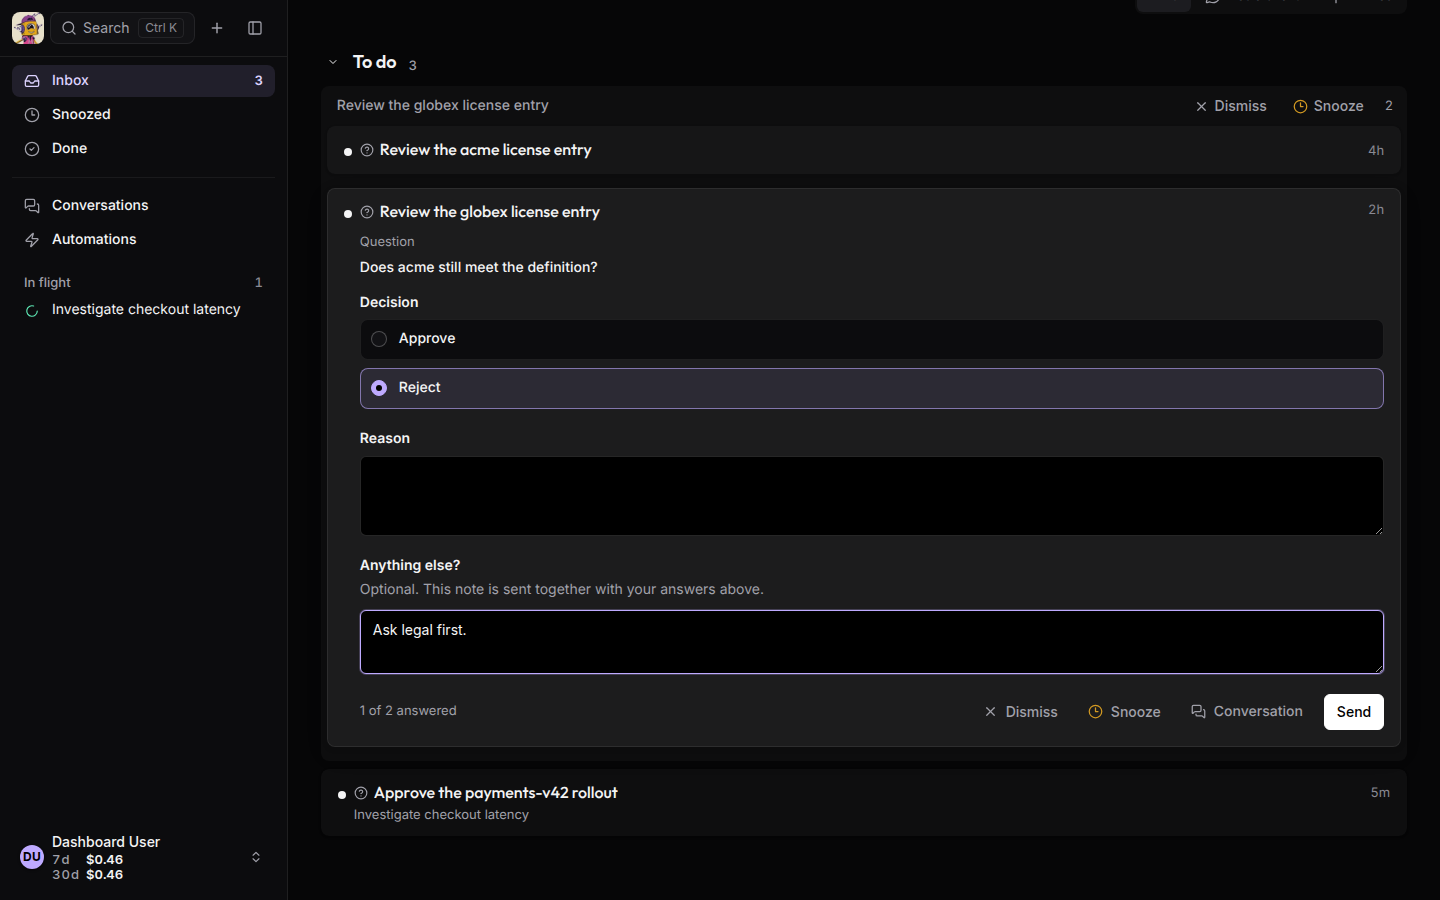 Search Ctrl K
Inbox 3
Snoozed
Done
Conversations
Automations
In flight 1
Investigate checkout latency
DU
Dashboard User
7d $0.46
30d $0.46
To do 3
Review the globex license entry Dismiss Snooze 2
Review the acme license entry 4h
Review the globex license entry 2h
Question
Does acme still meet the definition?
Decision
Approve
Reject
Reason
Anything else?
Optional. This note is sent together with your answers above.
Ask legal first.
1 of 2 answered Dismiss Snooze Conversation Send
Approve the payments-v42 rollout 5m
Investigate checkout latency